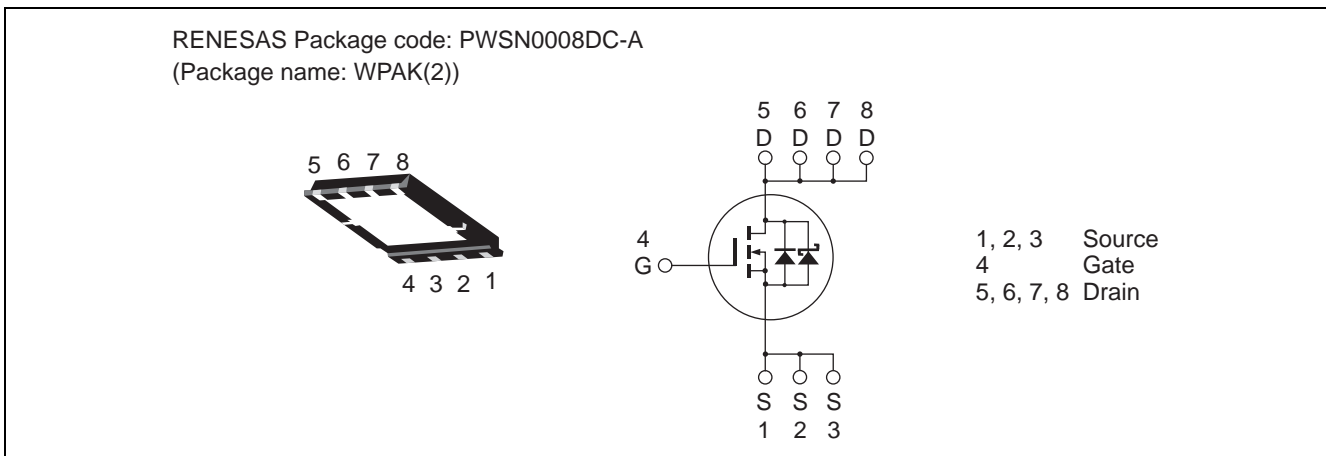 RENESAS Package code: PWSN0008DC-A
(Package name: WPAK(2))
5 6 7 8
4 3 2 1
5 6 7 8
D D D D
4
G
S S S
1 2 3
1, 2, 3 Source
4 Gate
5, 6, 7, 8 Drain